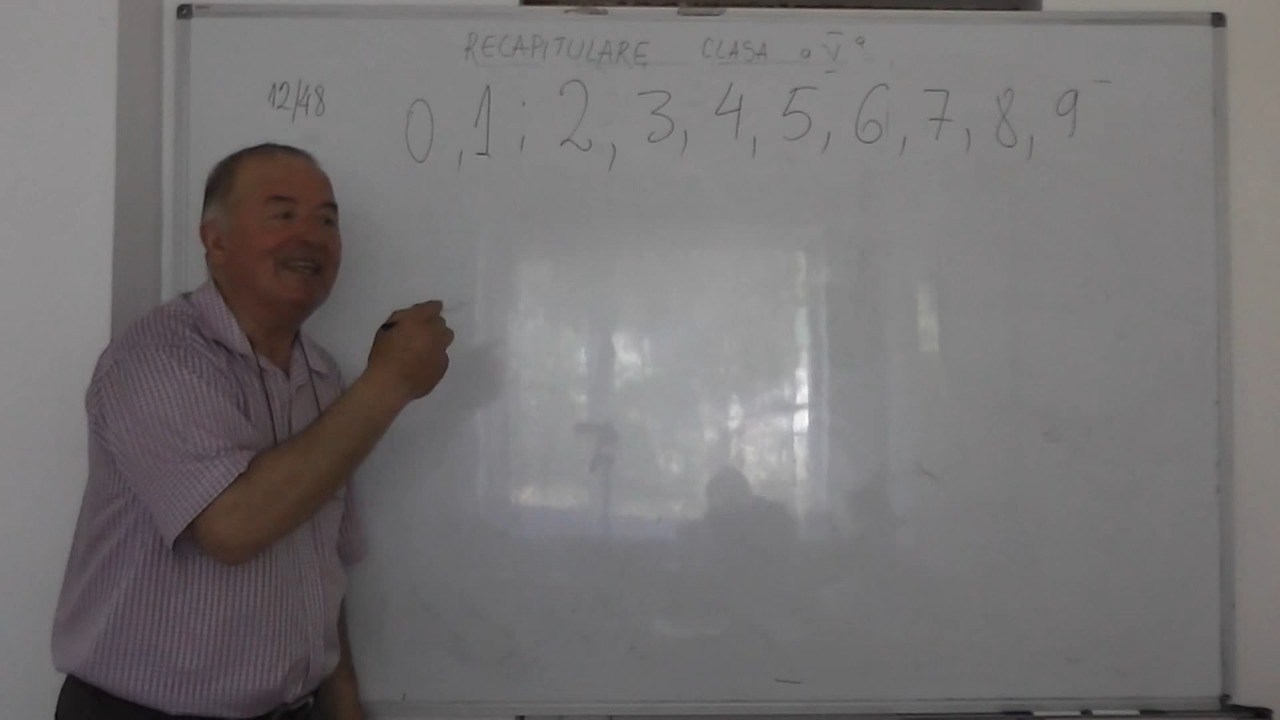 RECAPITULARE CLASA a V a
12/48
0, 1; 2, 3, 4, 5, 6, 7, 8, 9